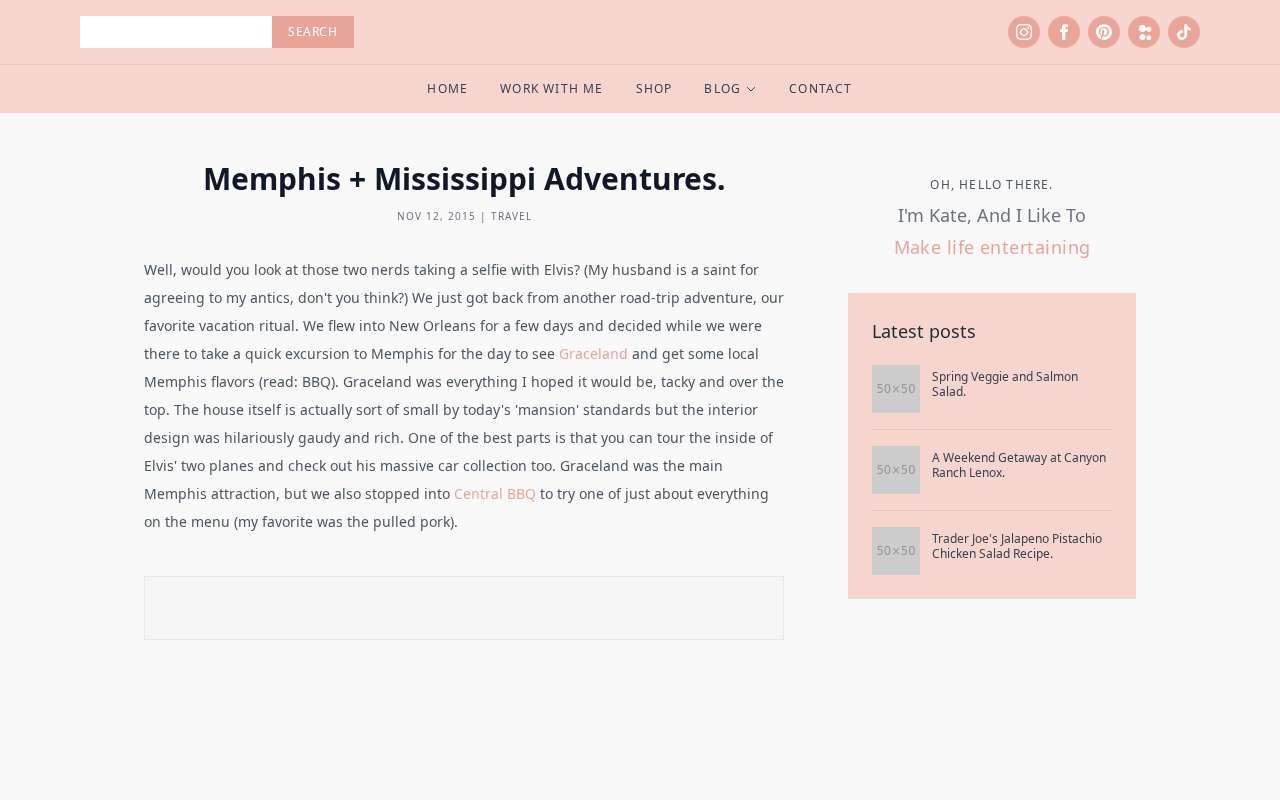 SEARCH
HOME WORK WITH ME SHOP BLOG CONTACT
Memphis + Mississippi Adventures.
NOV 12, 2015 | TRAVEL
Well, would you look at those two nerds taking a selfie with Elvis? (My husband is a saint for
agreeing to my antics, don't you think?) We just got back from another road-trip adventure, our
favorite vacation ritual. We flew into New Orleans for a few days and decided while we were
there to take a quick excursion to Memphis for the day to see Graceland and get some local
Memphis flavors (read: BBQ). Graceland was everything I hoped it would be, tacky and over the
top. The house itself is actually sort of small by today's 'mansion' standards but the interior
design was hilariously gaudy and rich. One of the best parts is that you can tour the inside of
Elvis' two planes and check out his massive car collection too. Graceland was the main
Memphis attraction, but we also stopped into Central BBQ to try one of just about everything
on the menu (my favorite was the pulled pork).
OH, HELLO THERE.
I'm Kate, And I Like To
Make life entertaining
Latest posts
50×50
Spring Veggie and Salmon
Salad.
50×50
A Weekend Getaway at Canyon
Ranch Lenox.
50×50
Trader Joe's Jalapeno Pistachio
Chicken Salad Recipe.